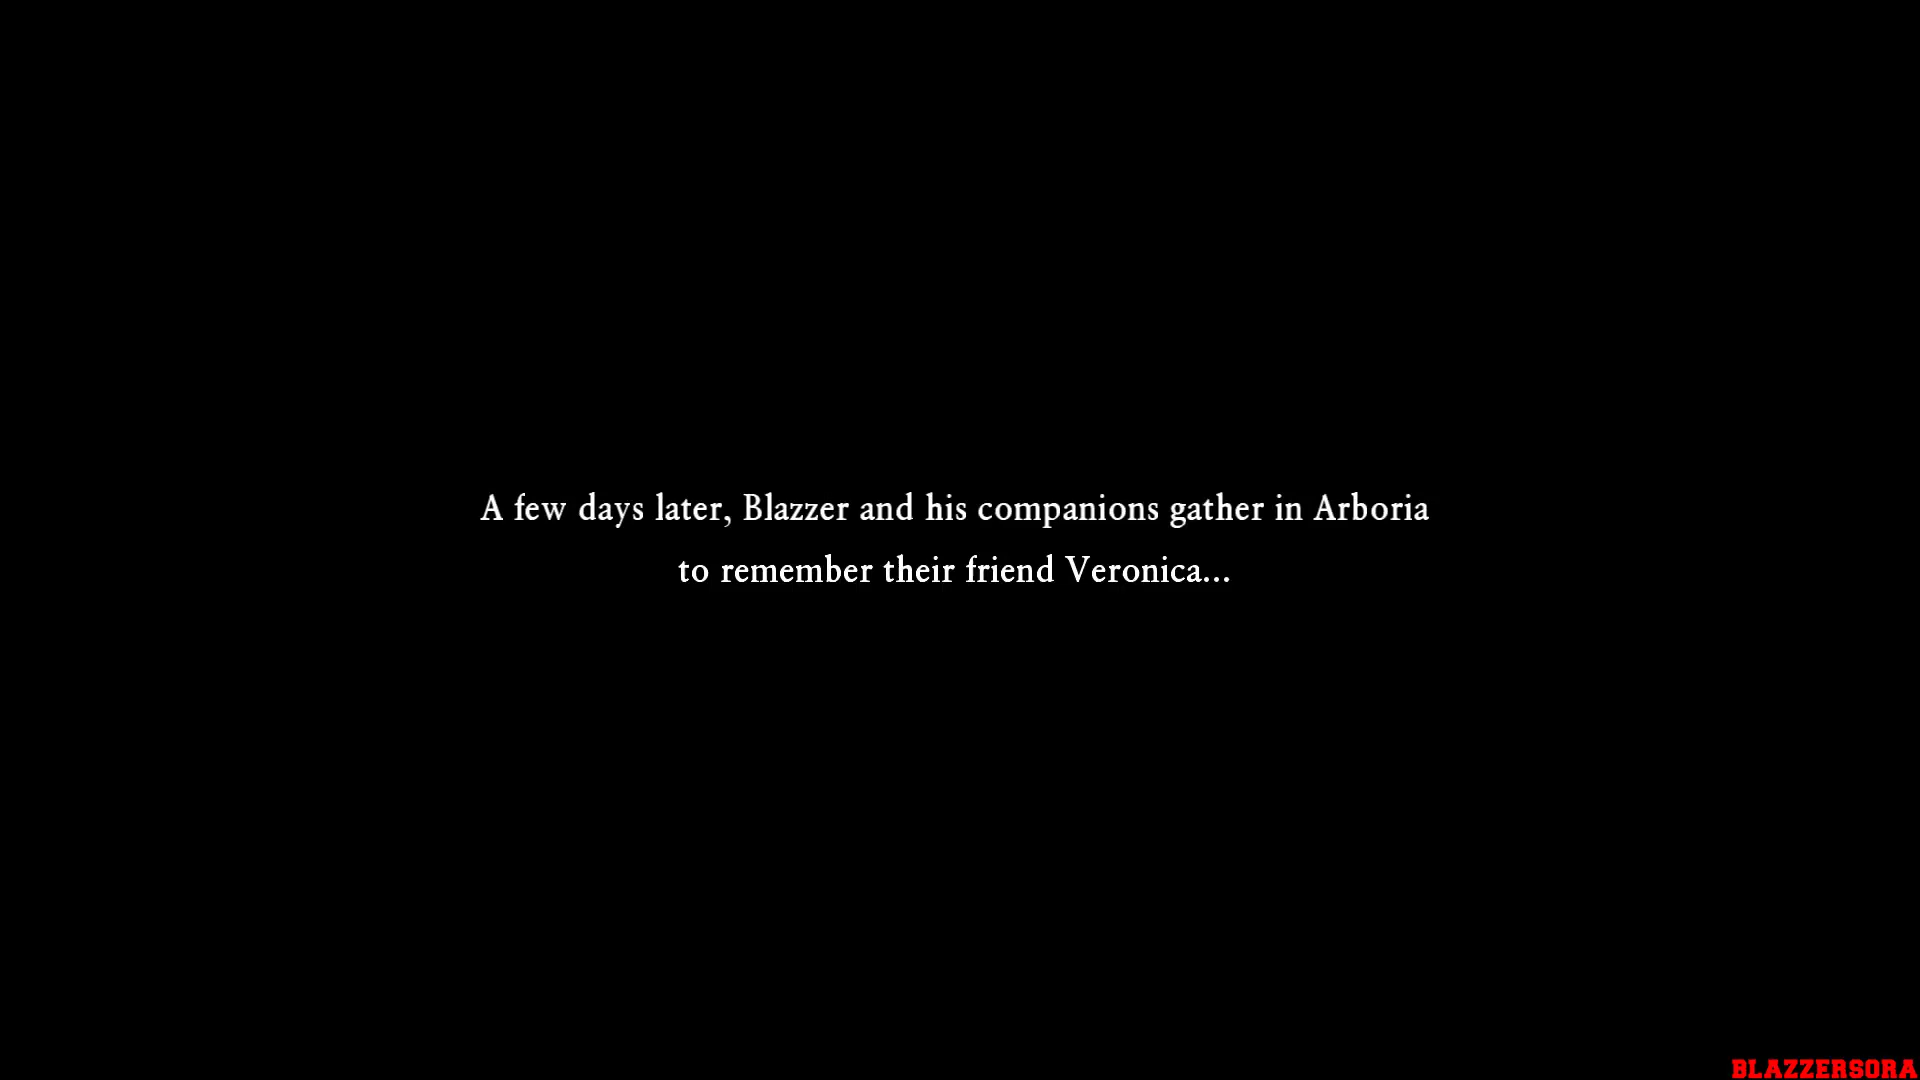 A few days later, Blazzer and his companions gather in Arboria
to remember their friend Veronica...
BLAZZERSORA